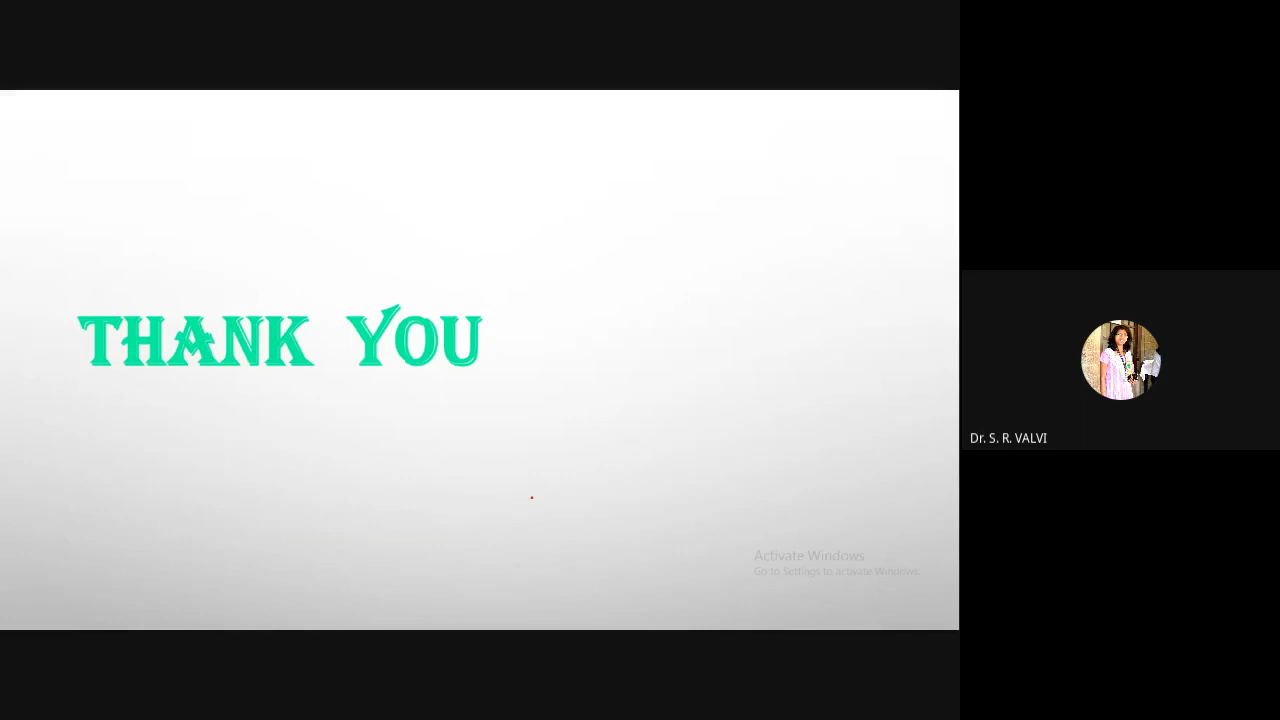 THANK YOU
Activate Windows
Go to Settings to activate Windows.
Dr. S. R. VALVI